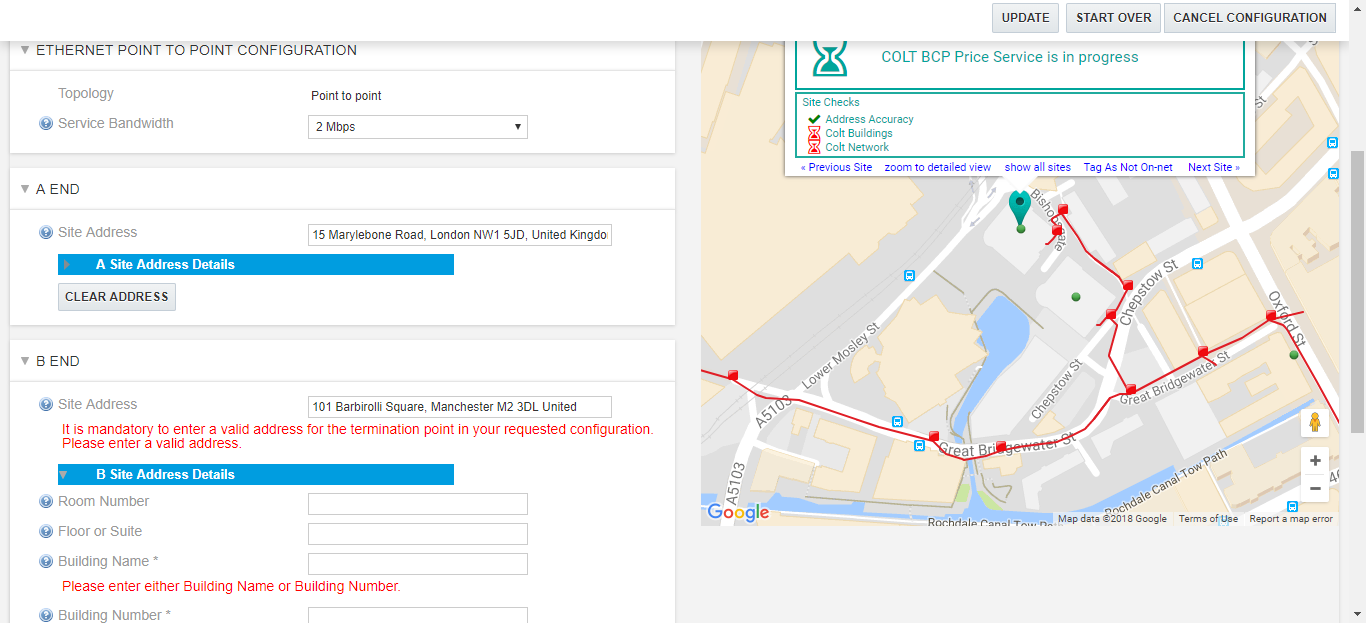 UPDATE
START OVER
CANCEL CONFIGURATION
ETHERNET POINT TO POINT CONFIGURATION
Topology
Point to point
Service Bandwidth
2 Mbps
A END
Site Address
15 Marylebone Road, London NW1 5JD, United Kingdo
A Site Address Details
CLEAR ADDRESS
B END
Site Address
101 Barbirolli Square, Manchester M2 3DL United
It is mandatory to enter a valid address for the termination point in your requested configuration.
Please enter a valid address.
B Site Address Details
Room Number
Floor or Suite
Building Name *
Please enter either Building Name or Building Number.
Building Number *
COLT BCP Price Service is in progress
Site Checks
Address Accuracy
Colt Buildings
Colt Network
« Previous Site
zoom to detailed view
show all sites
Tag As Not On-net
Next Site »
St
Bishopsgate
Chepstow St
Oxford St
Lower Mosley St
Chepstow St
Great Bridgewater St
A5103
Great Bridgewater St
A5103
Rochdale Canal Tow Path
Rochdale Canal Tow Pa
Google
Map data ©2018 Google
Terms of Use
Report a map error